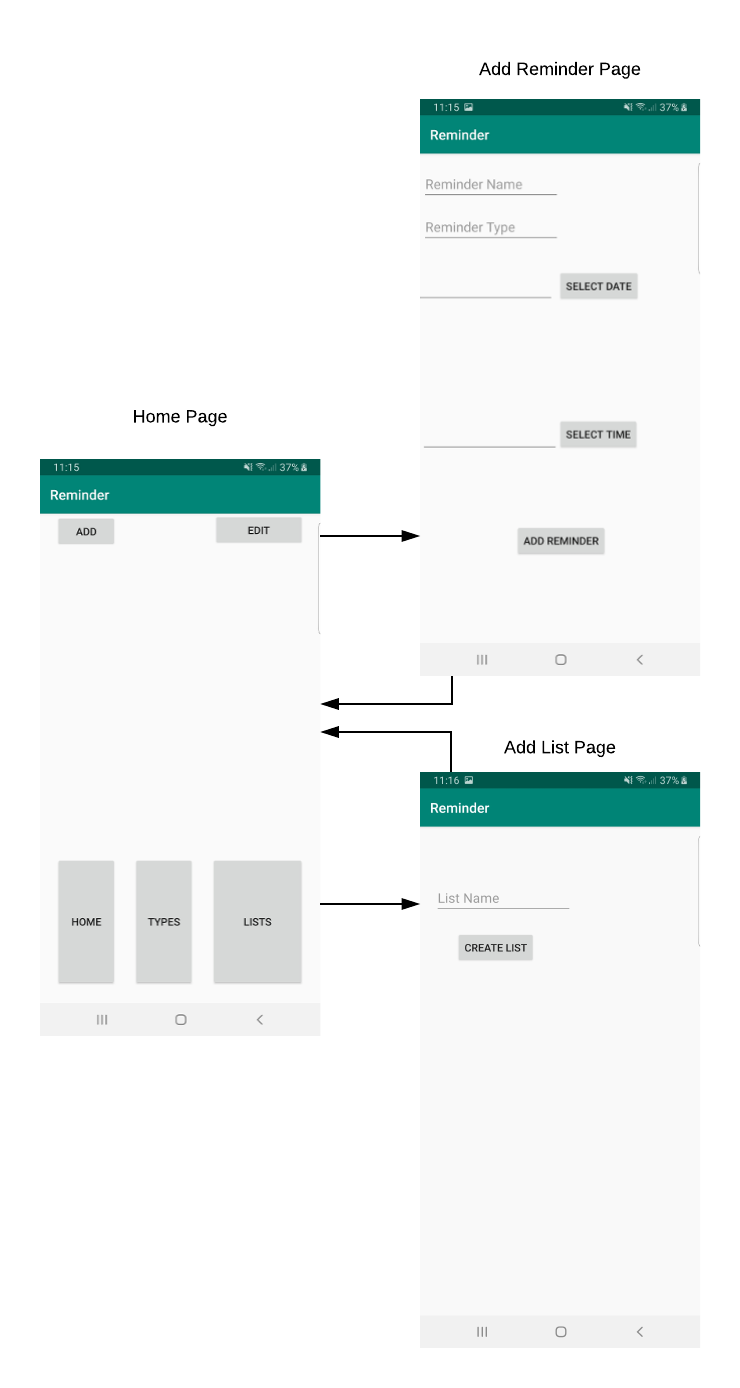 Add Reminder Page
11:15 37%
Reminder
Reminder Name
Reminder Type
SELECT DATE
SELECT TIME
ADD REMINDER
Home Page
11:15 37%
Reminder
ADD EDIT
HOME TYPES LISTS
Add List Page
11:16 37%
Reminder
List Name
CREATE LIST